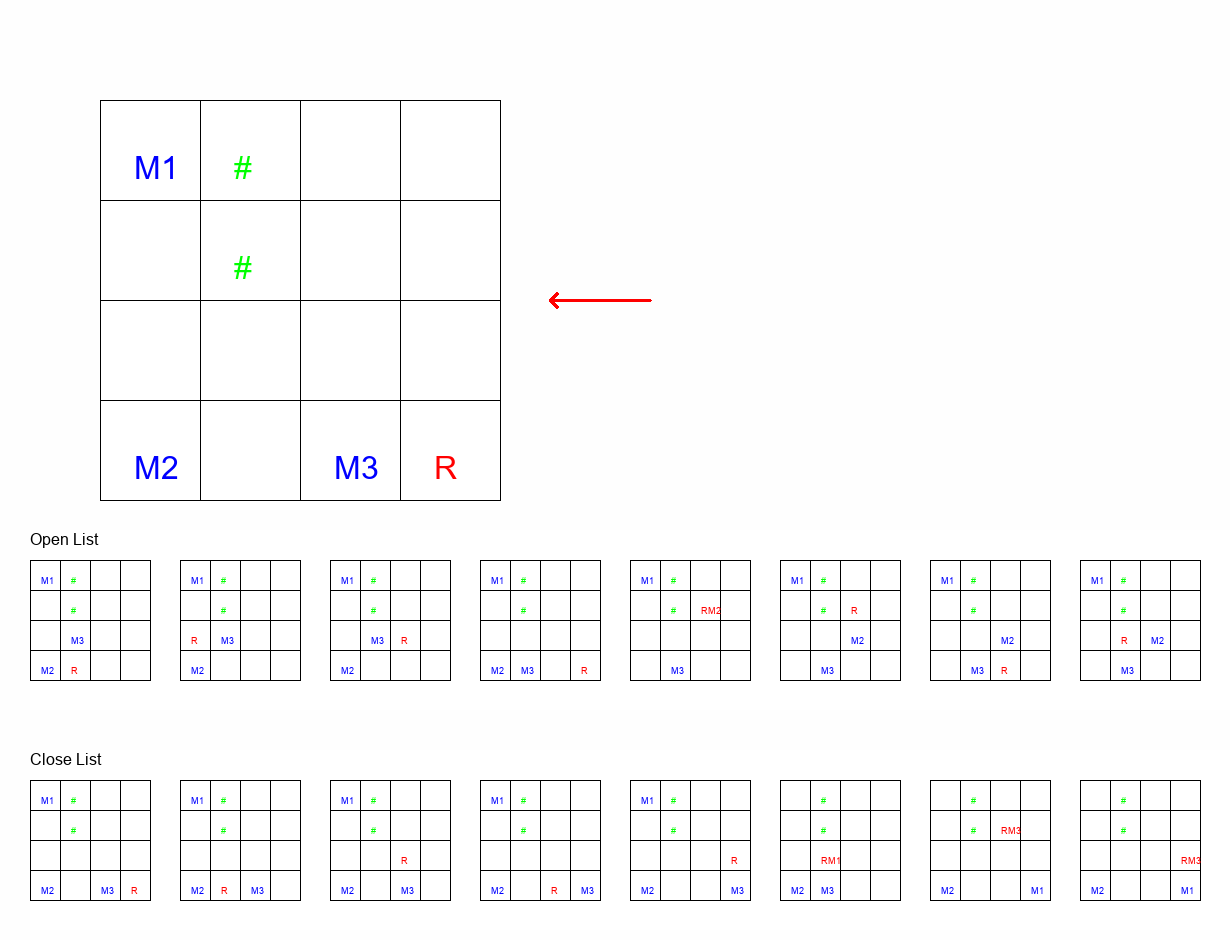 M1 #
#
M2 M3 R
Open List
M1 # M1 # M1 # M1 # M1 # M1 # M1 # M1 #
# # # # # RM2 # R # #
M3 R M3 M3 R M2 M2 R M2
M2 R M2 M2 M2 M3 R M3 M3 M3 R M3
Close List
M1 # M1 # M1 # M1 # M1 # # # #
# # # # # # # RM3 #
R R RM1 RM3
M2 M3 R M2 R M3 M2 M3 M2 R M3 M2 M3 M2 M3 M2 M1 M2 M1